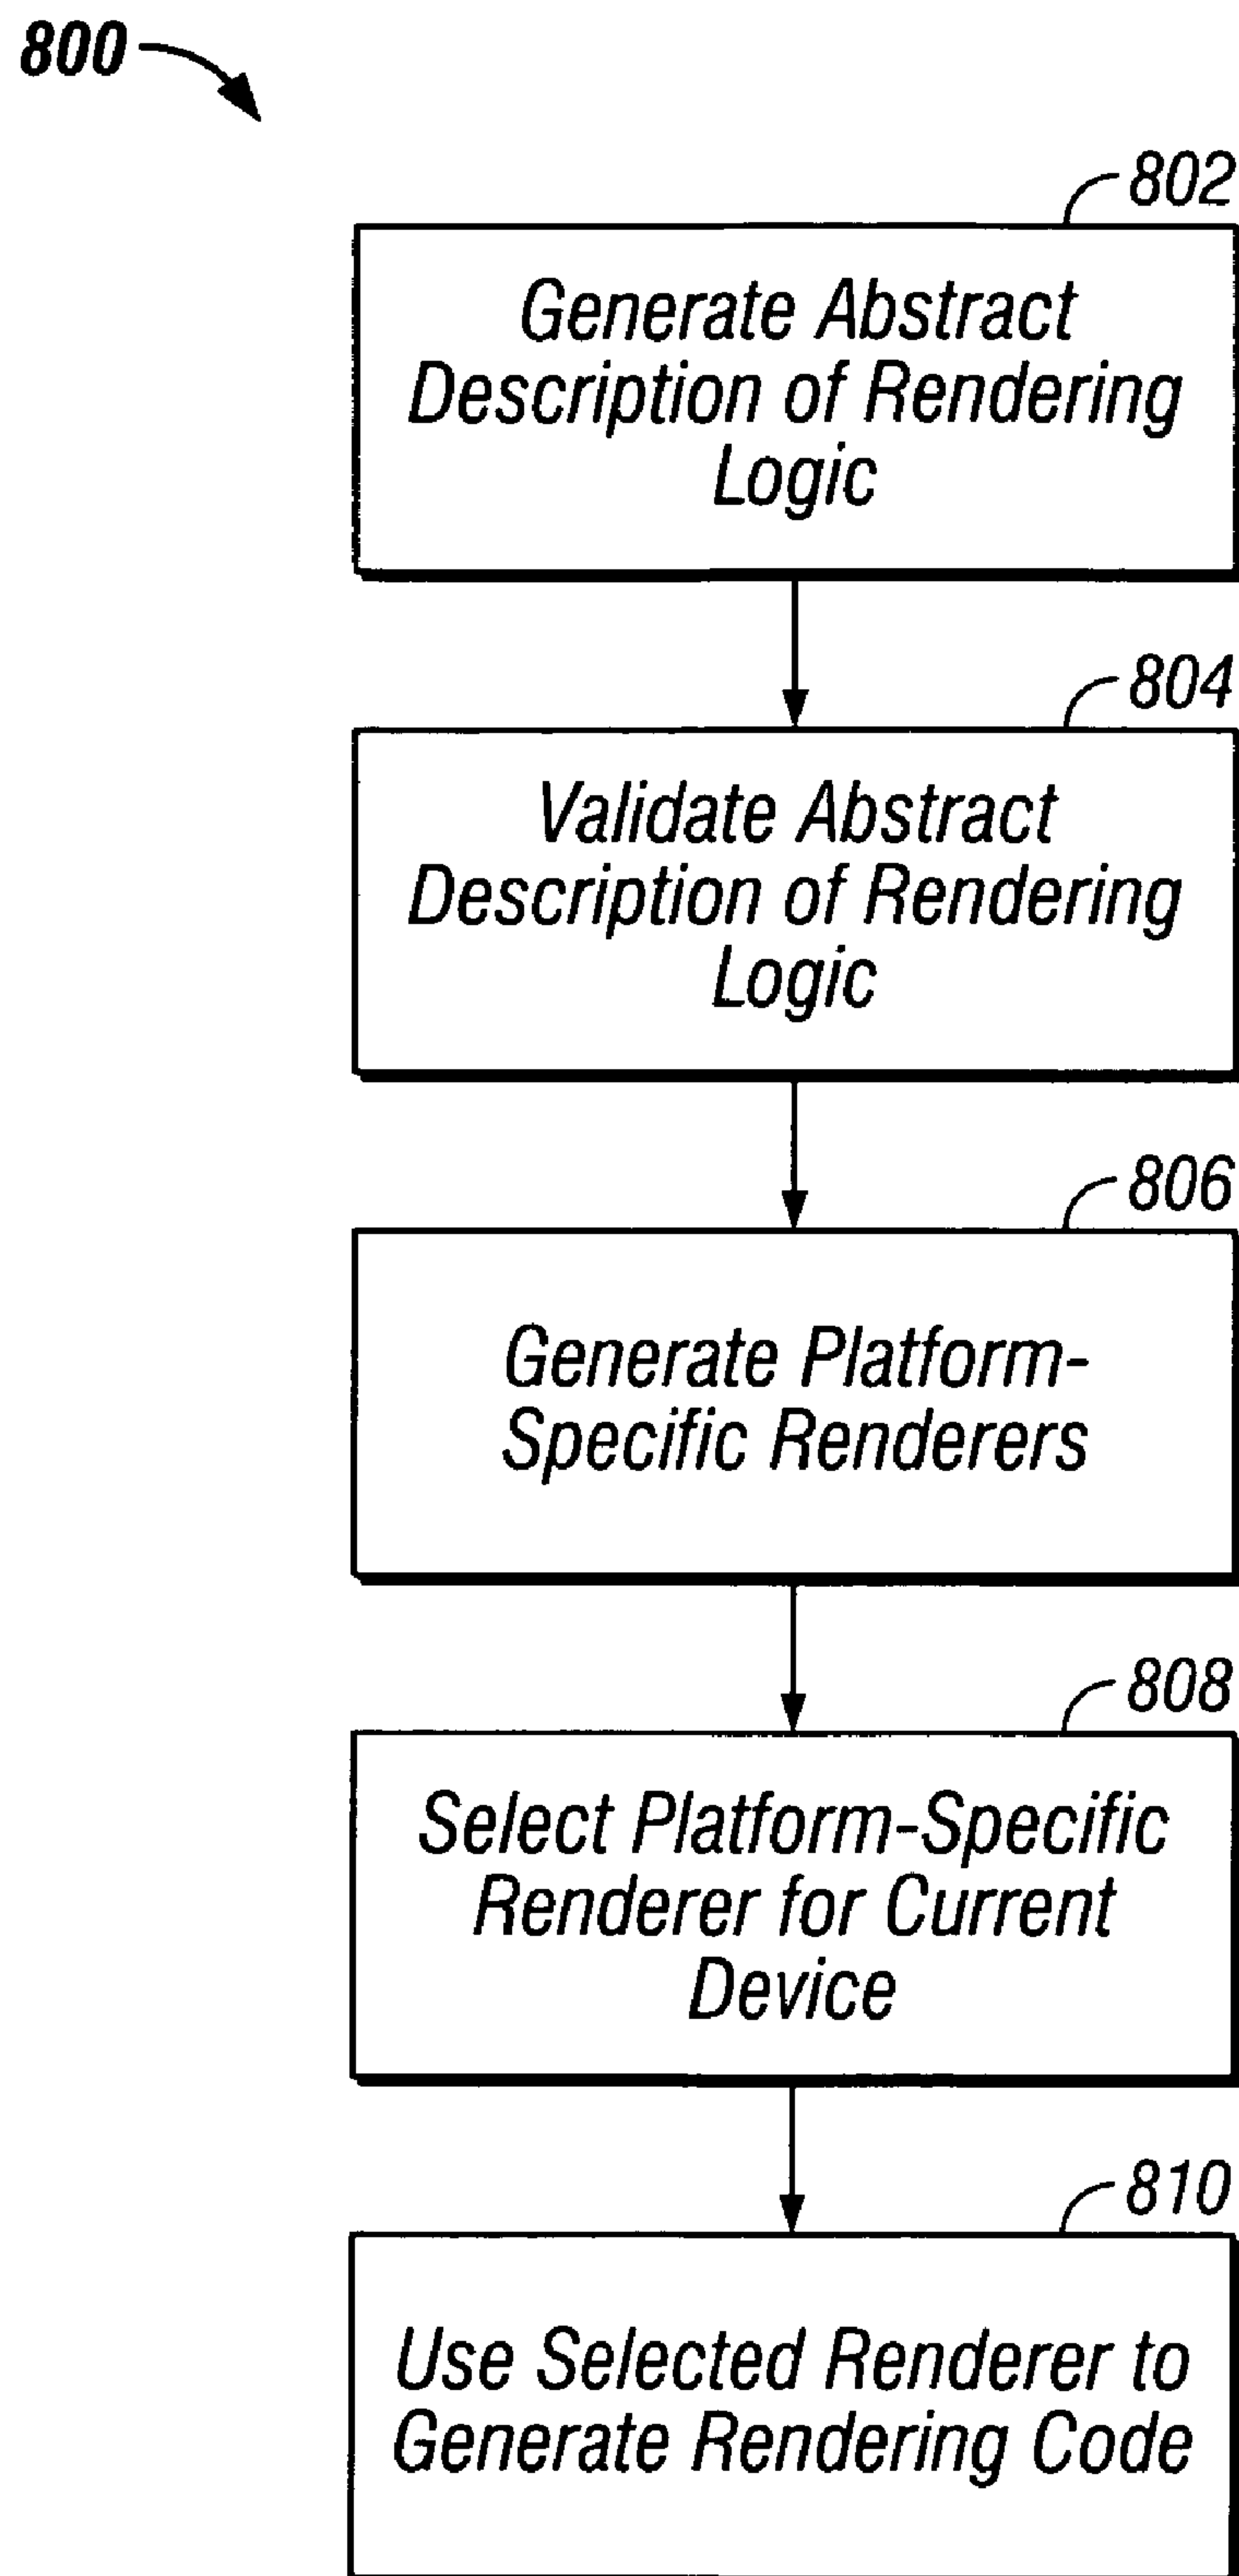 800
802
Generate Abstract
Description of Rendering
Logic
804
Validate Abstract
Description of Rendering
Logic
806
Generate Platform-
Specific Renderers
808
Select Platform-Specific
Renderer for Current
Device
810
Use Selected Renderer to
Generate Rendering Code